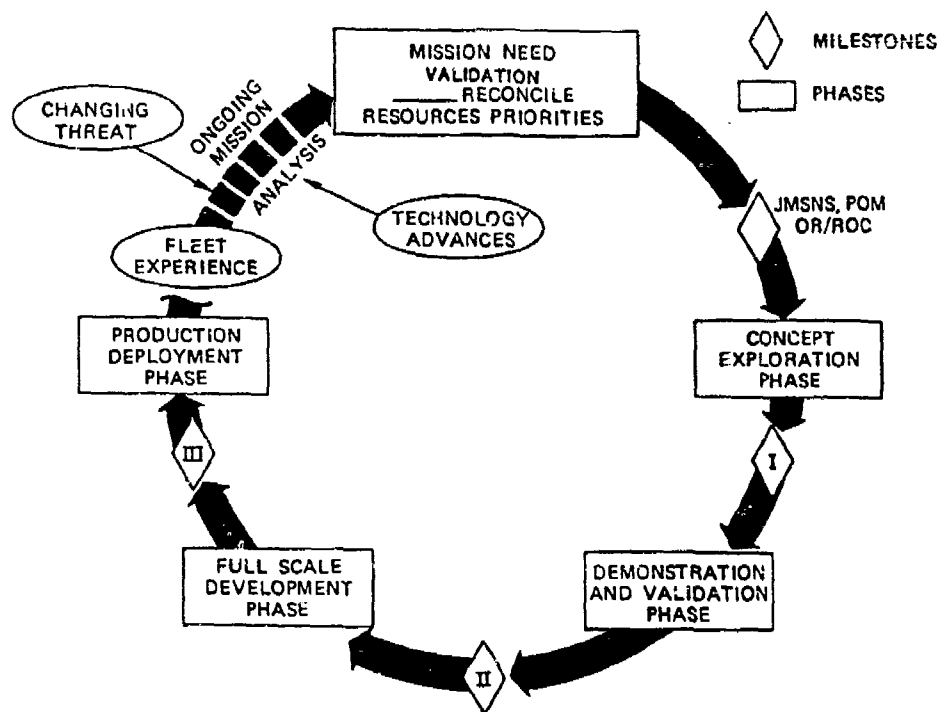 MISSION NEED
VALIDATION
RECONCILE
RESOURCES PRIORITIES
MILESTONES
PHASES
CHANGING
THREAT
ONGOING
MISSION
ANALYSIS
TECHNOLOGY
ADVANCES
FLEET
EXPERIENCE
JMSNS, POM
OR/ROC
CONCEPT
EXPLORATION
PHASE
I
DEMONSTRATION
AND VALIDATION
PHASE
II
FULL SCALE
DEVELOPMENT
PHASE
III
PRODUCTION
DEPLOYMENT
PHASE